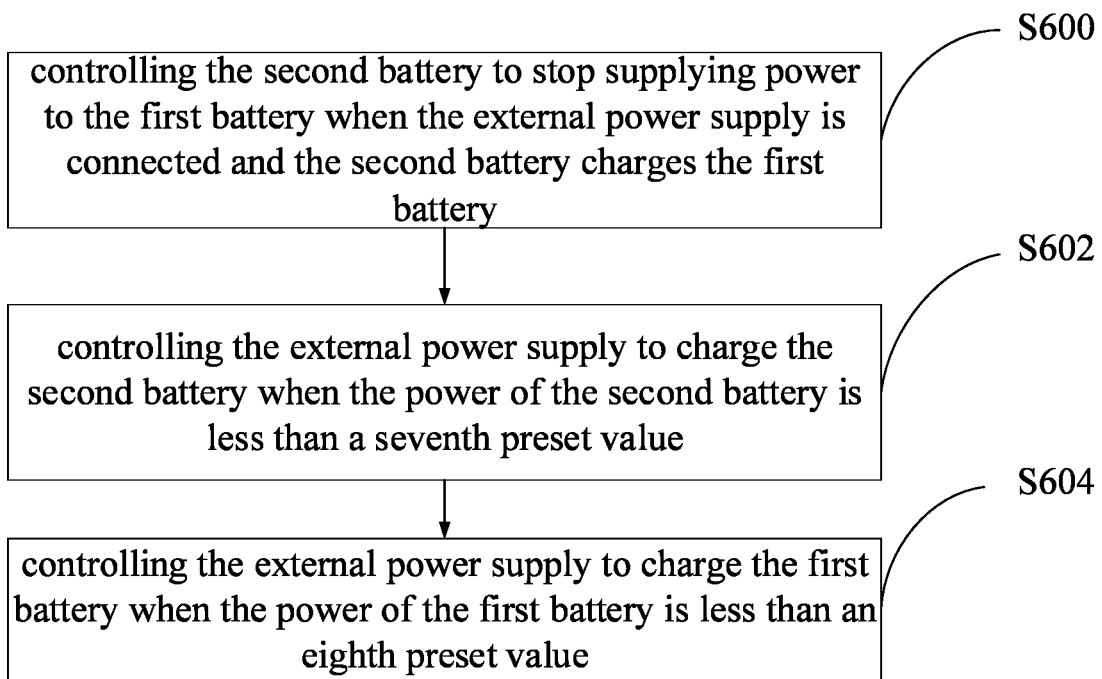 S600
controlling the second battery to stop supplying power
to the first battery when the external power supply is
connected and the second battery charges the first
battery
S602
controlling the external power supply to charge the
second battery when the power of the second battery is
less than a seventh preset value
S604
controlling the external power supply to charge the first
battery when the power of the first battery is less than an
eighth preset value